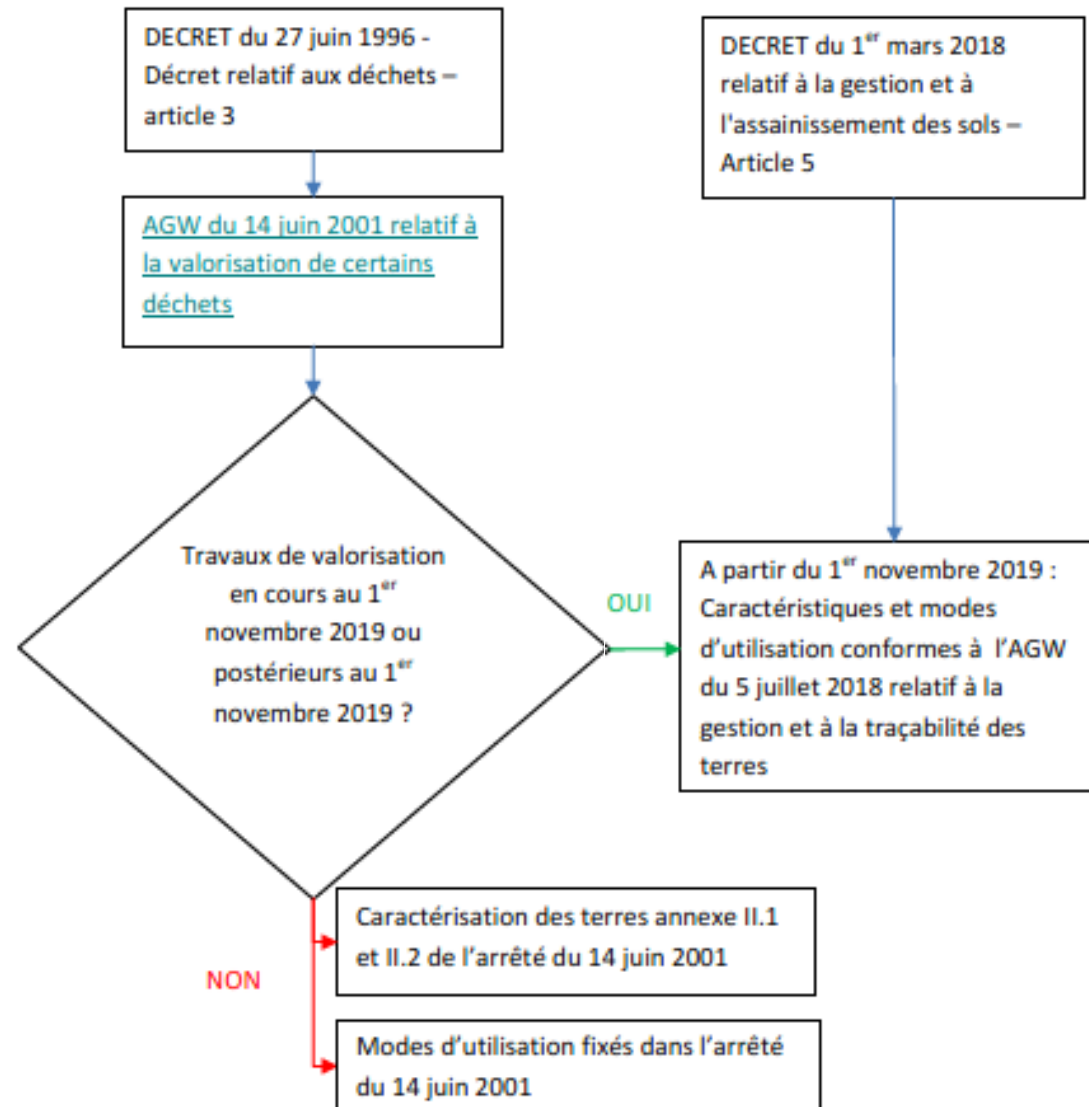 DECRET du 27 juin 1996 -
Décret relatif aux déchets –
article 3
DECRET du 1er mars 2018
relatif à la gestion et à
l'assainissement des sols –
Article 5
AGW du 14 juin 2001 relatif à
la valorisation de certains
déchets
Travaux de valorisation
en cours au 1er
novembre 2019 ou
postérieurs au 1er
novembre 2019 ?
OUI
A partir du 1er novembre 2019 :
Caractéristiques et modes
d'utilisation conformes à l'AGW
du 5 juillet 2018 relatif à la
gestion et à la traçabilité des
terres
NON
Caractérisation des terres annexe II.1
et II.2 de l'arrêté du 14 juin 2001
Modes d'utilisation fixés dans l'arrêté
du 14 juin 2001